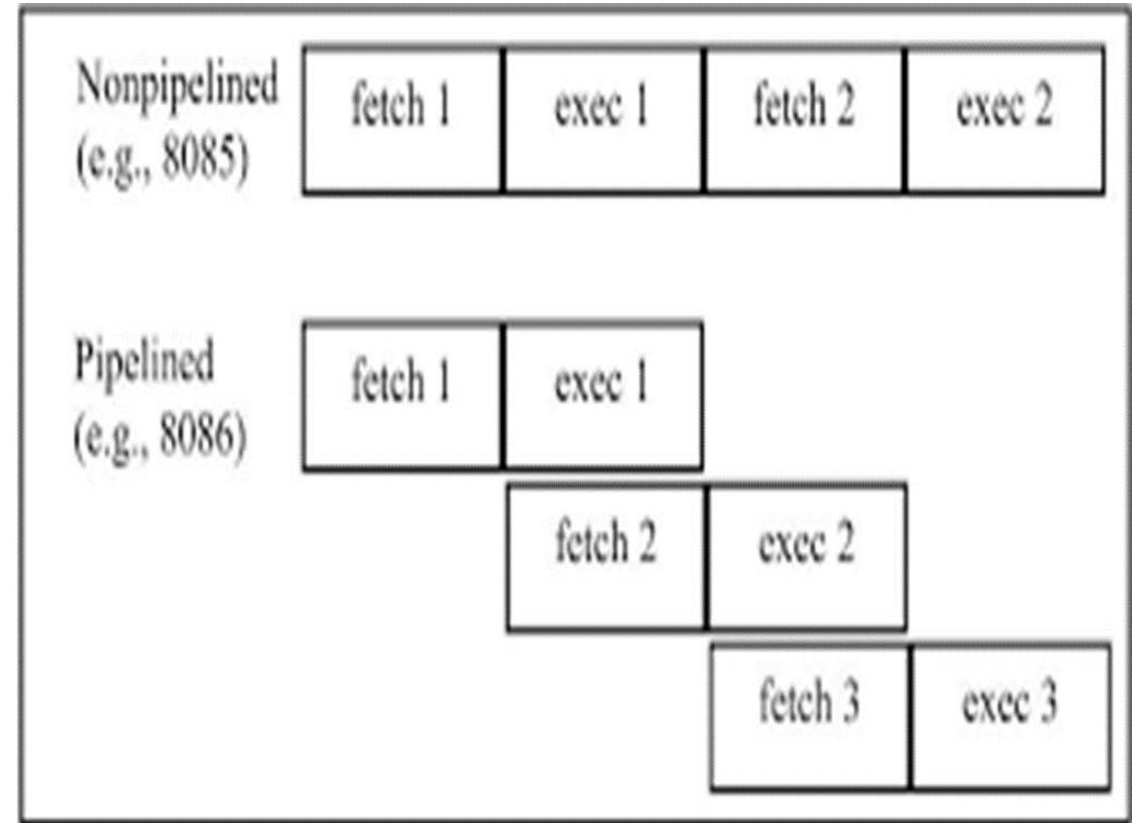 Nonpipelined
(e.g., 8085)
fetch 1 exec 1 fetch 2 exec 2
Pipelined
(e.g., 8086)
fetch 1 exec 1
fetch 2 exec 2
fetch 3 exec 3